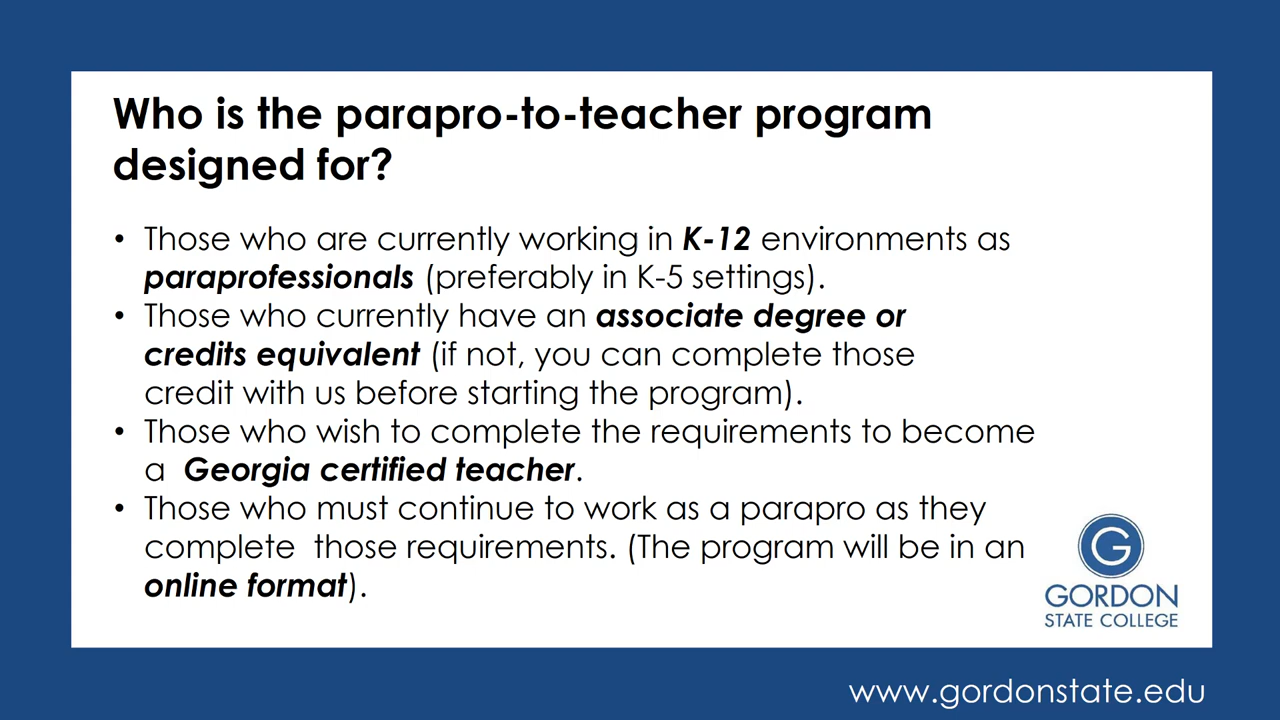 Who is the parapro-to-teacher program
designed for?
• Those who are currently working in K-12 environments as
paraprofessionals (preferably in K-5 settings).
• Those who currently have an associate degree or
credits equivalent (if not, you can complete those
credit with us before starting the program).
• Those who wish to complete the requirements to become
a  Georgia certified teacher.
• Those who must continue to work as a parapro as they
complete  those requirements. (The program will be in an
online format).
G
GORDON
STATE COLLEGE
www.gordonstate.edu